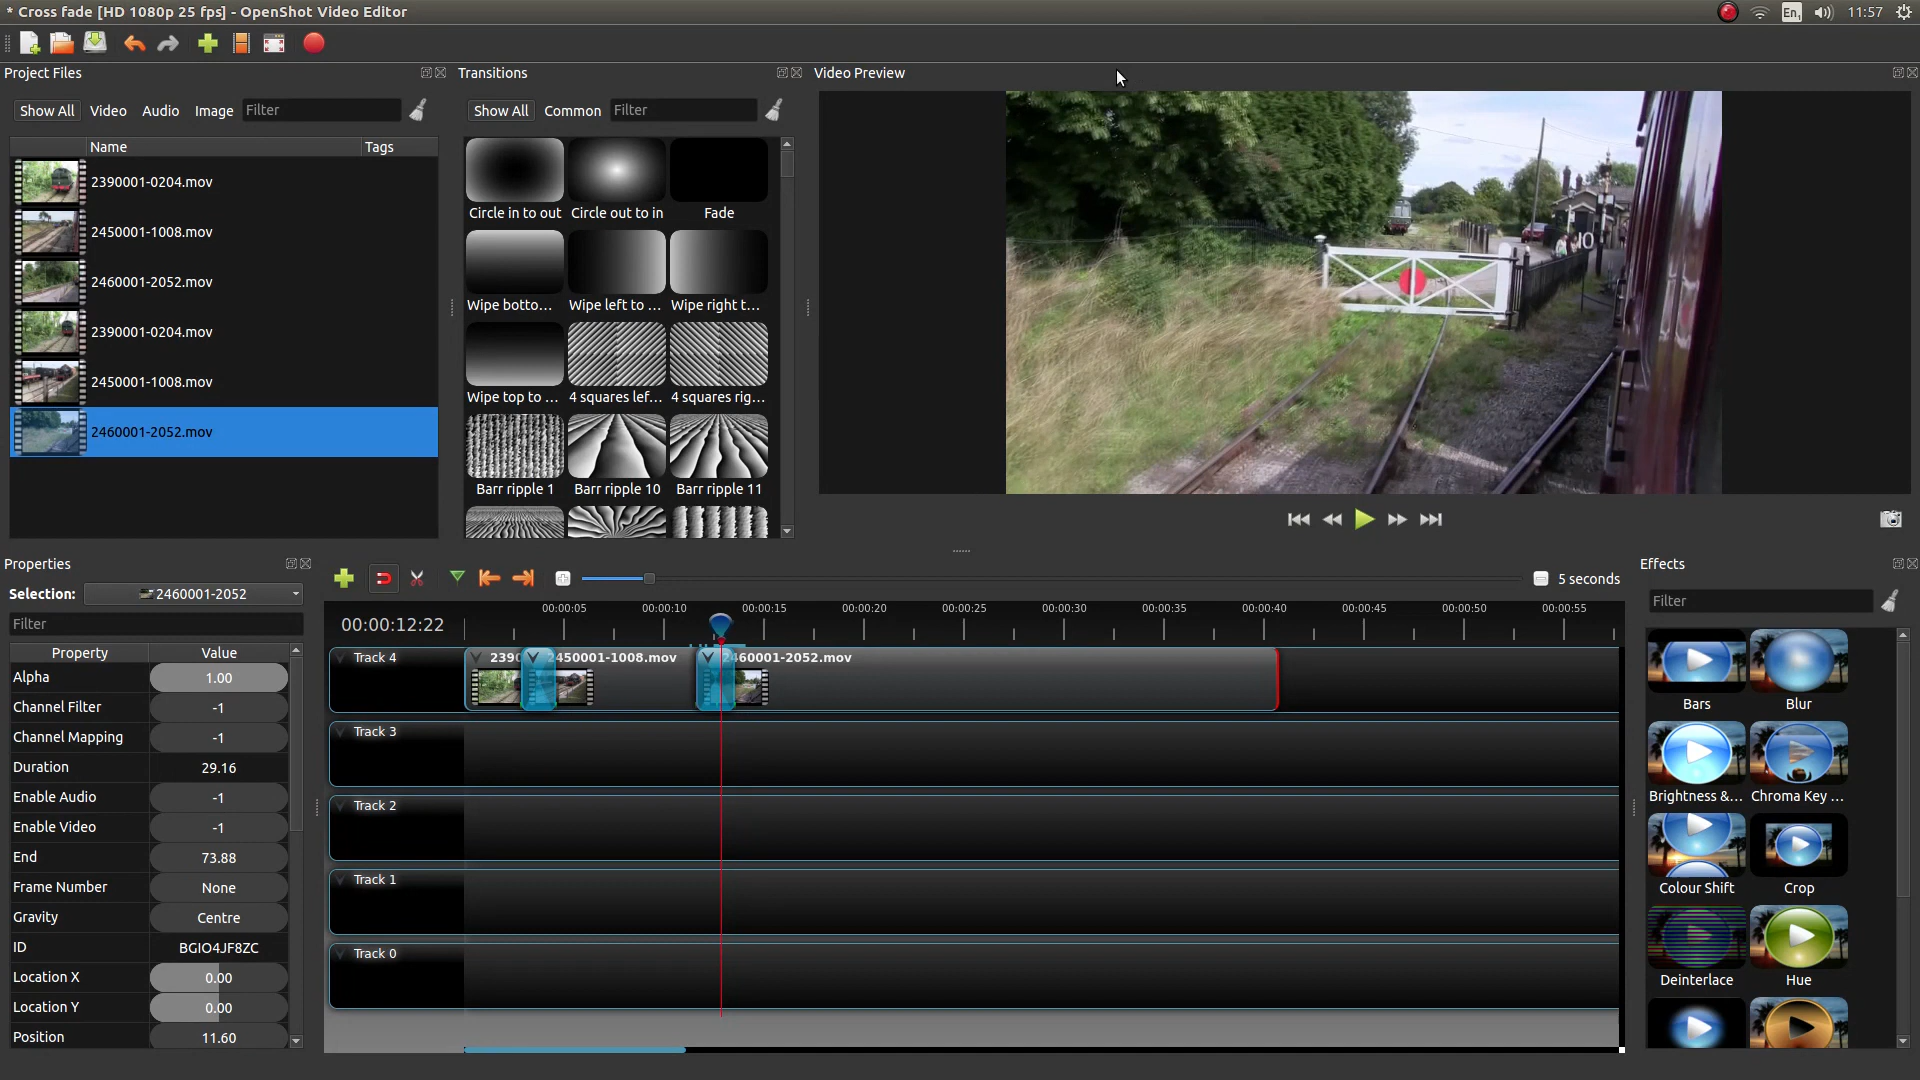 * Cross fade [HD 1080p 25 fps] - OpenShot Video Editor
En1
11:57
Project Files
Transitions
Video Preview
Show All
Video
Audio
Image
Filter
Show All
Common
Filter
Name
Tags
2390001-0204.mov
2450001-1008.mov
2460001-2052.mov
2390001-0204.mov
2450001-1008.mov
2460001-2052.mov
Circle in to out
Circle out to in
Fade
Wipe botto...
Wipe left to ...
Wipe right t...
Wipe top to ...
4 squares lef...
4 squares rig...
Barr ripple 1
Barr ripple 10
Barr ripple 11
10
Properties
Selection:
2460001-2052
Filter
Property
Value
Alpha
1.00
Channel Filter
-1
Channel Mapping
-1
Duration
29.16
Enable Audio
-1
Enable Video
-1
End
73.88
Frame Number
None
Gravity
Centre
ID
BGIO4JF8ZC
Location X
0.00
Location Y
0.00
Position
11.60
5 seconds
00:00:12:22
00:00:05
00:00:10
00:00:15
00:00:20
00:00:25
00:00:30
00:00:35
00:00:40
00:00:45
00:00:50
00:00:55
Track 4
2390
2450001-1008.mov
2460001-2052.mov
Track 3
Track 2
Track 1
Track 0
Effects
Filter
Bars
Blur
Brightness &...
Chroma Key ...
Colour Shift
Crop
Deinterlace
Hue